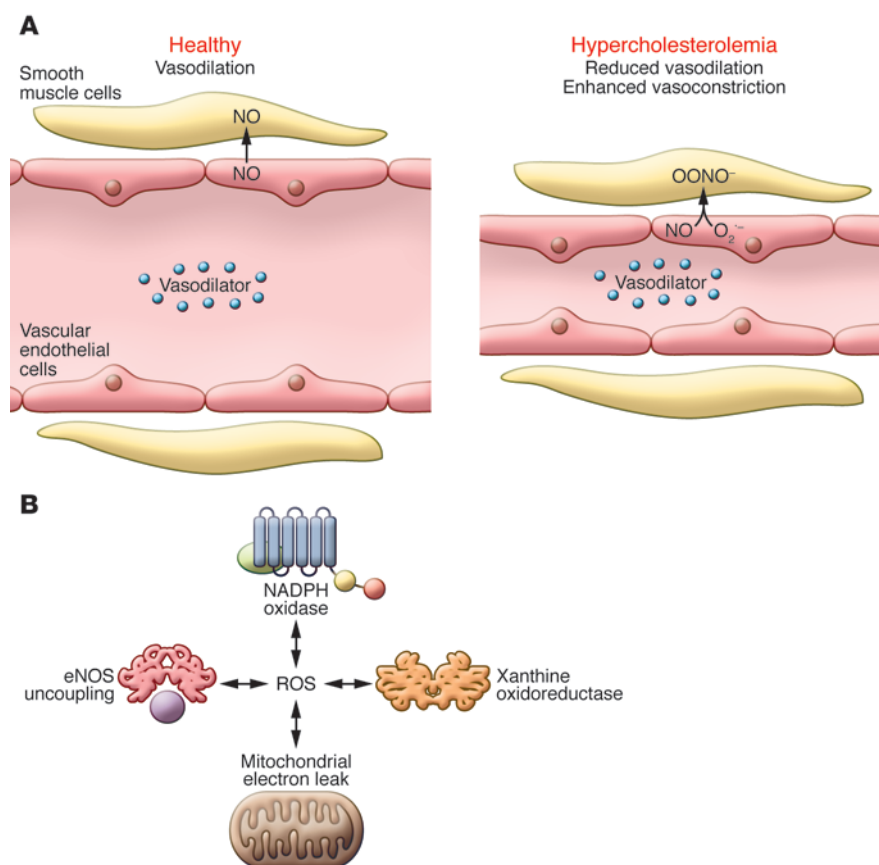 A
Healthy
Vasodilation
Smooth
muscle cells
NO
NO
Vasodilator
Vascular
endothelial
cells
Hypercholesterolemia
Reduced vasodilation
Enhanced vasoconstriction
OONO⁻
NO O₂·⁻
Vasodilator
B
NADPH
oxidase
eNOS
uncoupling
ROS
Xanthine
oxidoreductase
Mitochondrial
electron leak